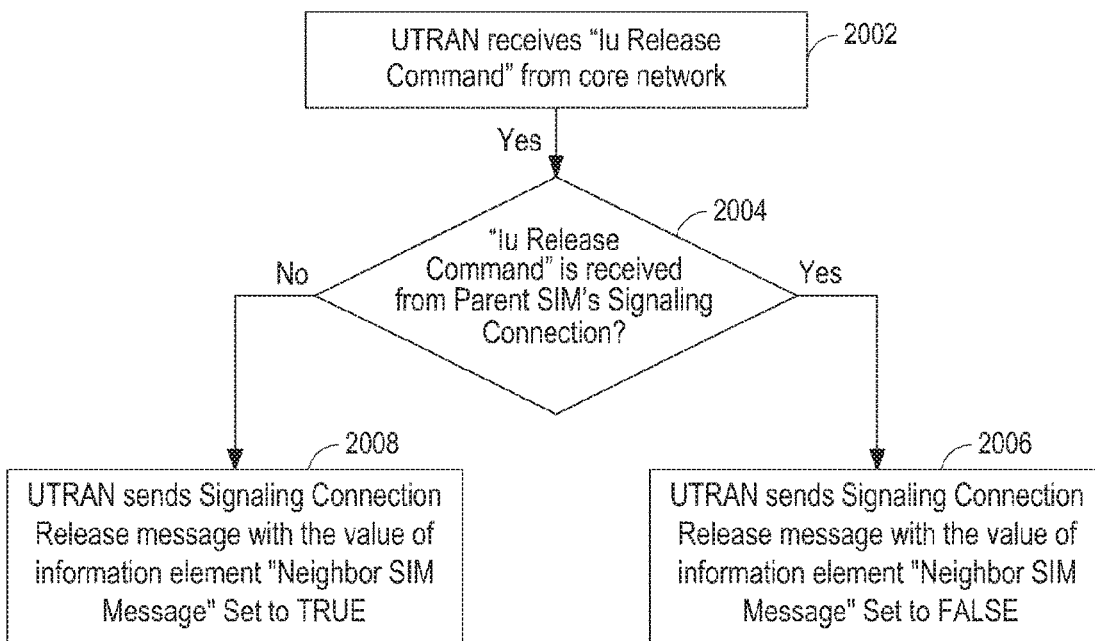 UTRAN receives “Iu Release
Command” from core network
2002
Yes
2004
“Iu Release
Command” is received
from Parent SIM’s Signaling
Connection?
No
Yes
2008
UTRAN sends Signaling Connection
Release message with the value of
information element "Neighbor SIM
Message" Set to TRUE
2006
UTRAN sends Signaling Connection
Release message with the value of
information element "Neighbor SIM
Message" Set to FALSE